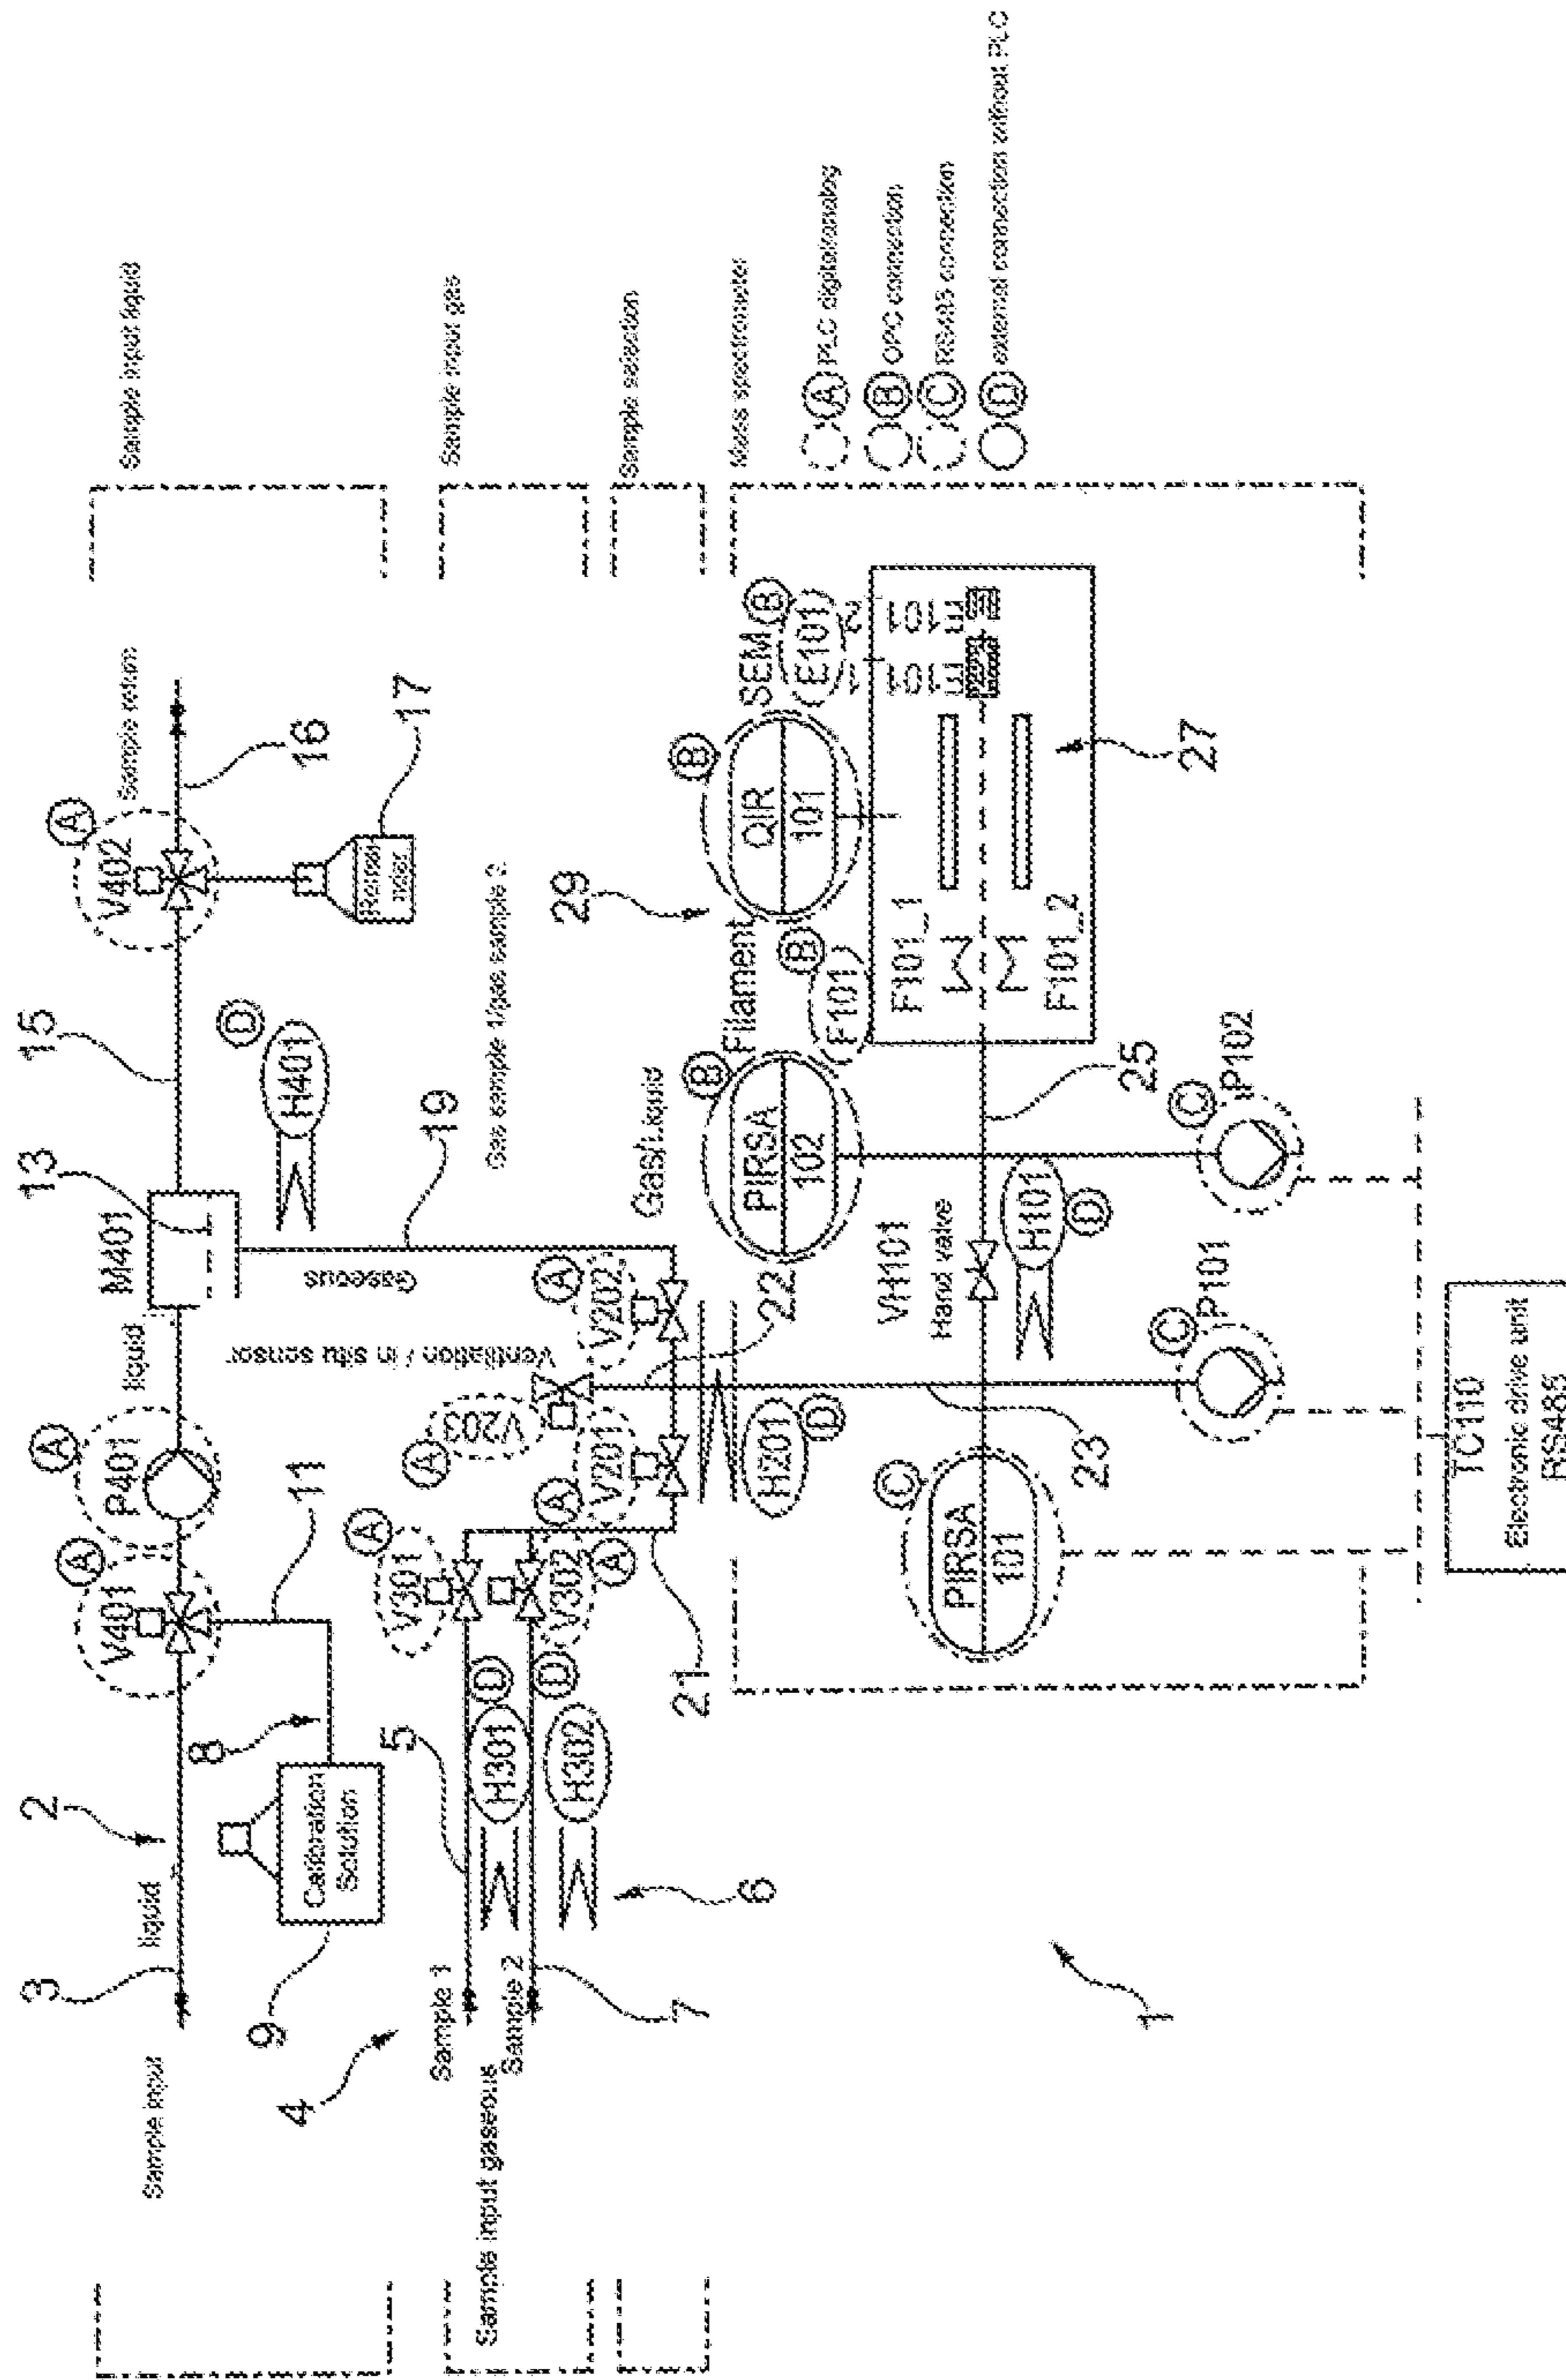 Sample input liquid
Sample input gas
Sample selection
Mass spectrometer
A PLC digital/analog
B OPC connection
C RS485 connection
D external connection without PLC
Sample input
3
liquid
2
8
9
Calibration
Solution
11
V401
A
P401
A
liquid
M401
13
15
H401
D
V402
A
Sample return
16
17
19
Gaseous
Gas sample 1/gas sample 2
Ventilation / in situ sensor
4
Sample 1
Sample input gaseous
Sample 2
5
6
7
H301
D
H302
D
V301
A
V302
A
21
V201
A
V203
A
V202
A
22
H201
D
Gas/Liquid
PIRSA
102
B
Filament
F101
B
29
QIR
101
B
SEM
E101
B
E101
1
E101
2
F101_1
F101_2
27
25
VH101
Hand valve
H101
D
23
PIRSA
101
C
P101
C
P102
C
TC110
Electronic drive unit
RS485
1